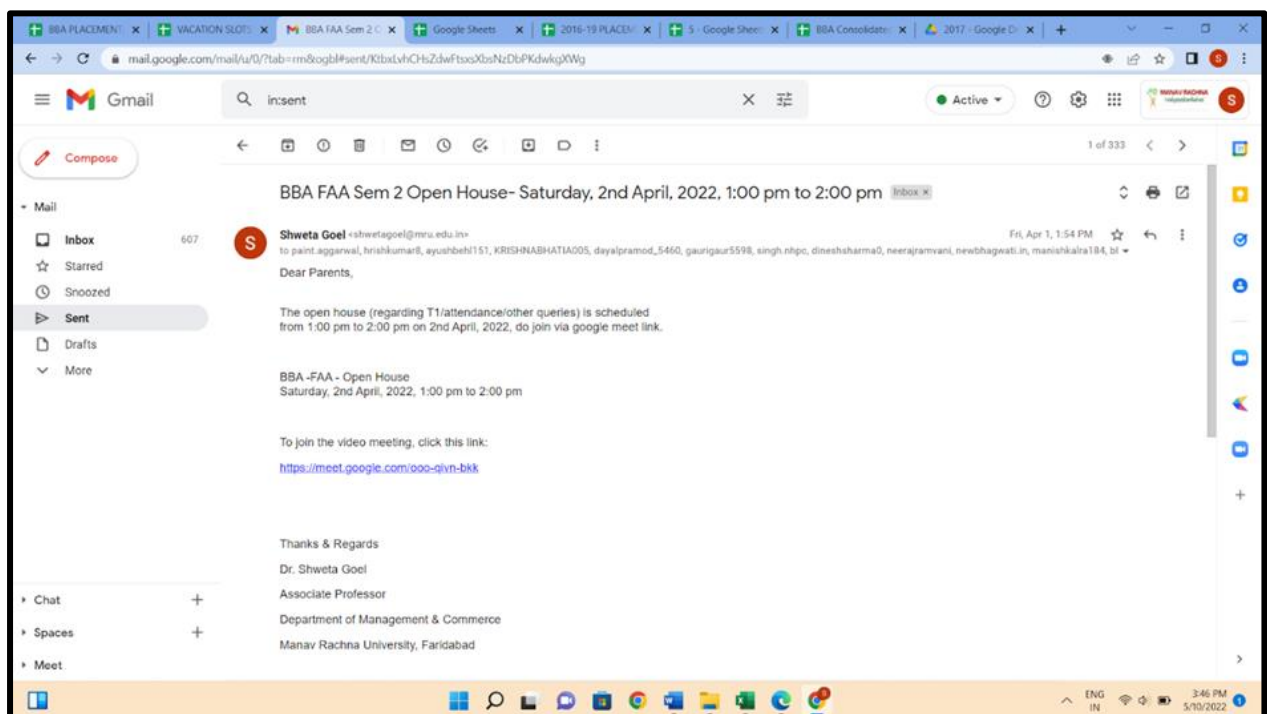 BBA PLACEMENT
VACATION SLOTS
BBA FAA Sem 2 O
Google Sheets
2016-19 PLACEM
5 - Google Sheet
BBA Consolidate
2017 - Google D
mail.google.com/mail/u/0/?tab=rm&ogbl#sent/KtbxLvhCHsZdwFtsxsXbsNzDbPKdwkgXWg
Gmail
in:sent
Active
MANAV RACHNA
S
Compose
1 of 333
BBA FAA Sem 2 Open House- Saturday, 2nd April, 2022, 1:00 pm to 2:00 pm Inbox ×
Mail
Inbox 607
Starred
Snoozed
Sent
Drafts
More
S
Shweta Goel <shwetagoel@mru.edu.in>
Fri, Apr 1, 1:54 PM
to paint.aggarwal, hrishkumar8, ayushbehl151, KRISHNABHATIA005, dayalpramod_5460, gaurigaur5598, singh.nhpc, dineshsharma0, neerajramvani, newbhagwati.in, manishkalra184, bl
Dear Parents,
The open house (regarding T1/attendance/other queries) is scheduled
from 1:00 pm to 2:00 pm on 2nd April, 2022, do join via google meet link.
BBA -FAA - Open House
Saturday, 2nd April, 2022, 1:00 pm to 2:00 pm
To join the video meeting, click this link:
https://meet.google.com/ooo-qivn-bkk
Thanks & Regards
Dr. Shweta Goel
Associate Professor
Department of Management & Commerce
Manav Rachna University, Faridabad
Chat
Spaces
Meet
ENG
IN
3:46 PM
5/10/2022